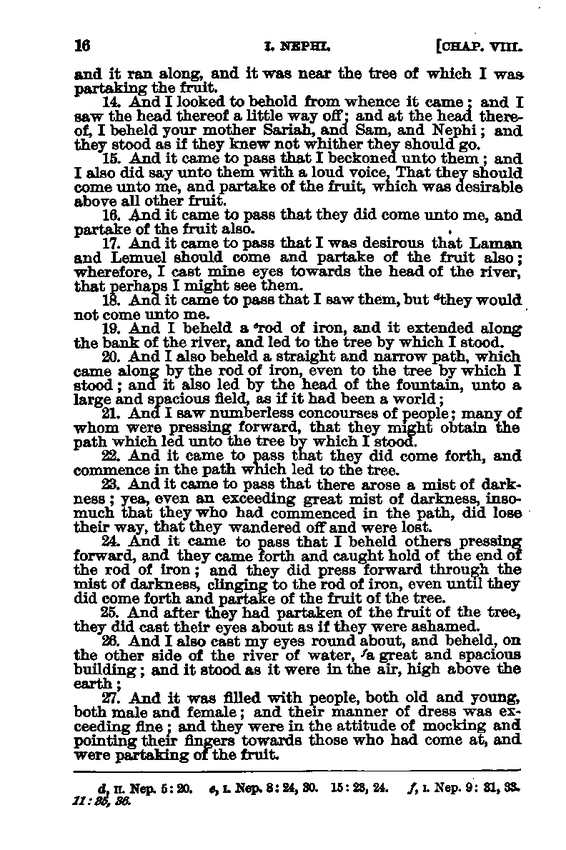 16 I. NEPHI. [CHAP. VIII.
and it ran along, and it was near the tree of which I was
partaking the fruit.
14. And I looked to behold from whence it came; and I
saw the head thereof a little way off; and at the head there-
of, I beheld your mother Sariah, and Sam, and Nephi; and
they stood as if they knew not whither they should go.
15. And it came to pass that I beckoned unto them; and
I also did say unto them with a loud voice, That they should
come unto me, and partake of the fruit, which was desirable
above all other fruit.
16. And it came to pass that they did come unto me, and
partake of the fruit also.
17. And it came to pass that I was desirous that Laman
and Lemuel should come and partake of the fruit also;
wherefore, I cast mine eyes towards the head of the river,
that perhaps I might see them.
18. And it came to pass that I saw them, but dthey would
not come unto me.
19. And I beheld a erod of iron, and it extended along
the bank of the river, and led to the tree by which I stood.
20. And I also beheld a straight and narrow path, which
came along by the rod of iron, even to the tree by which I
stood; and it also led by the head of the fountain, unto a
large and spacious field, as if it had been a world;
21. And I saw numberless concourses of people; many of
whom were pressing forward, that they might obtain the
path which led unto the tree by which I stood.
22. And it came to pass that they did come forth, and
commence in the path which led to the tree.
23. And it came to pass that there arose a mist of dark-
ness; yea, even an exceeding great mist of darkness, inso-
much that they who had commenced in the path, did lose
their way, that they wandered off and were lost.
24. And it came to pass that I beheld others pressing
forward, and they came forth and caught hold of the end of
the rod of iron; and they did press forward through the
mist of darkness, clinging to the rod of iron, even until they
did come forth and partake of the fruit of the tree.
25. And after they had partaken of the fruit of the tree,
they did cast their eyes about as if they were ashamed.
26. And I also cast my eyes round about, and beheld, on
the other side of the river of water, fa great and spacious
building; and it stood as it were in the air, high above the
earth;
27. And it was filled with people, both old and young,
both male and female; and their manner of dress was ex-
ceeding fine; and they were in the attitude of mocking and
pointing their fingers towards those who had come at, and
were partaking of the fruit.
d, II. Nep. 5: 20. e, I. Nep. 8: 24, 30. 15: 23, 24. f, I. Nep. 9: 31, 33.
11: 35, 36.